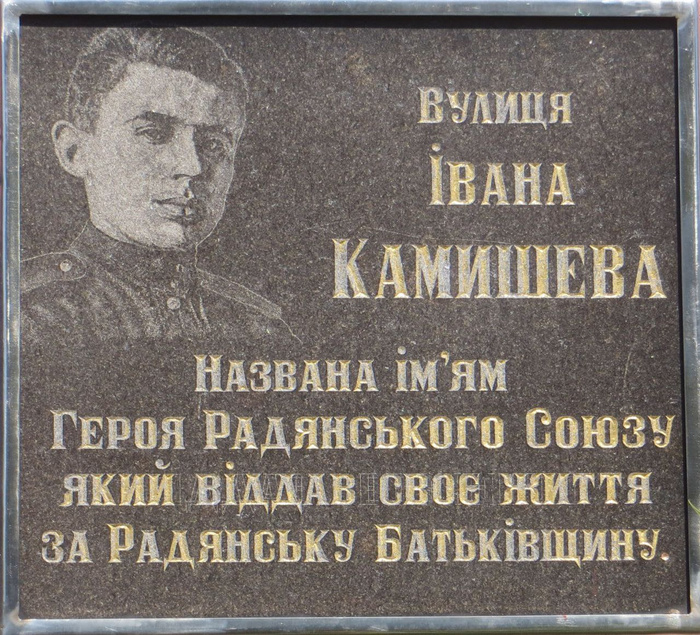 Вулиця
Івана
Камишева
Названа ім'ям
Героя Радянського Союзу
який віддав своє життя
за Радянську Батьківщину.